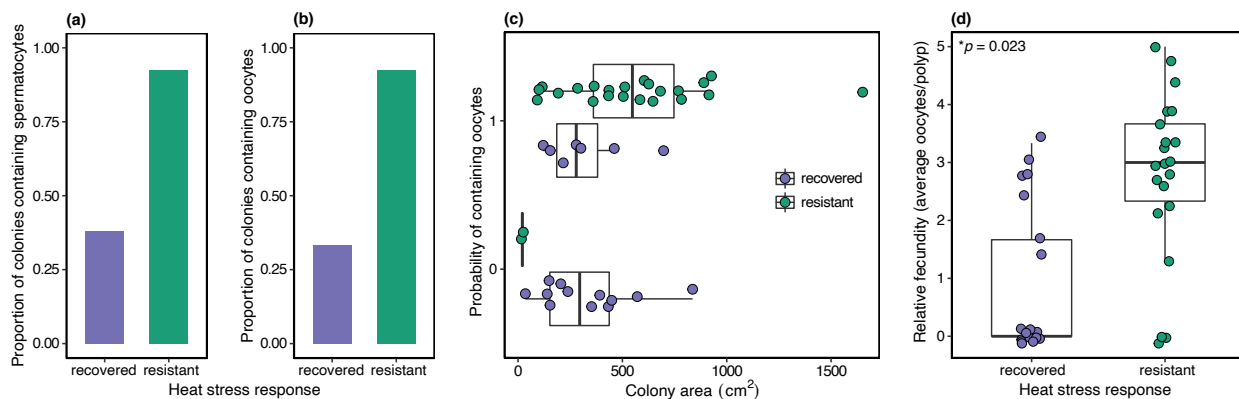 (a)
Proportion of colonies containing spermatocytes
1.00
0.75
0.50
0.25
0.00
recovered resistant
Heat stress response
(b)
Proportion of colonies containing oocytes
1.00
0.75
0.50
0.25
0.00
recovered resistant
Heat stress response
(c)
Probability of containing oocytes
1
0
recovered
resistant
0 500 1000 1500
Colony area (cm²)
(d)
*p = 0.023
Relative fecundity (average oocytes/polyp)
5
4
3
2
1
0
recovered resistant
Heat stress response